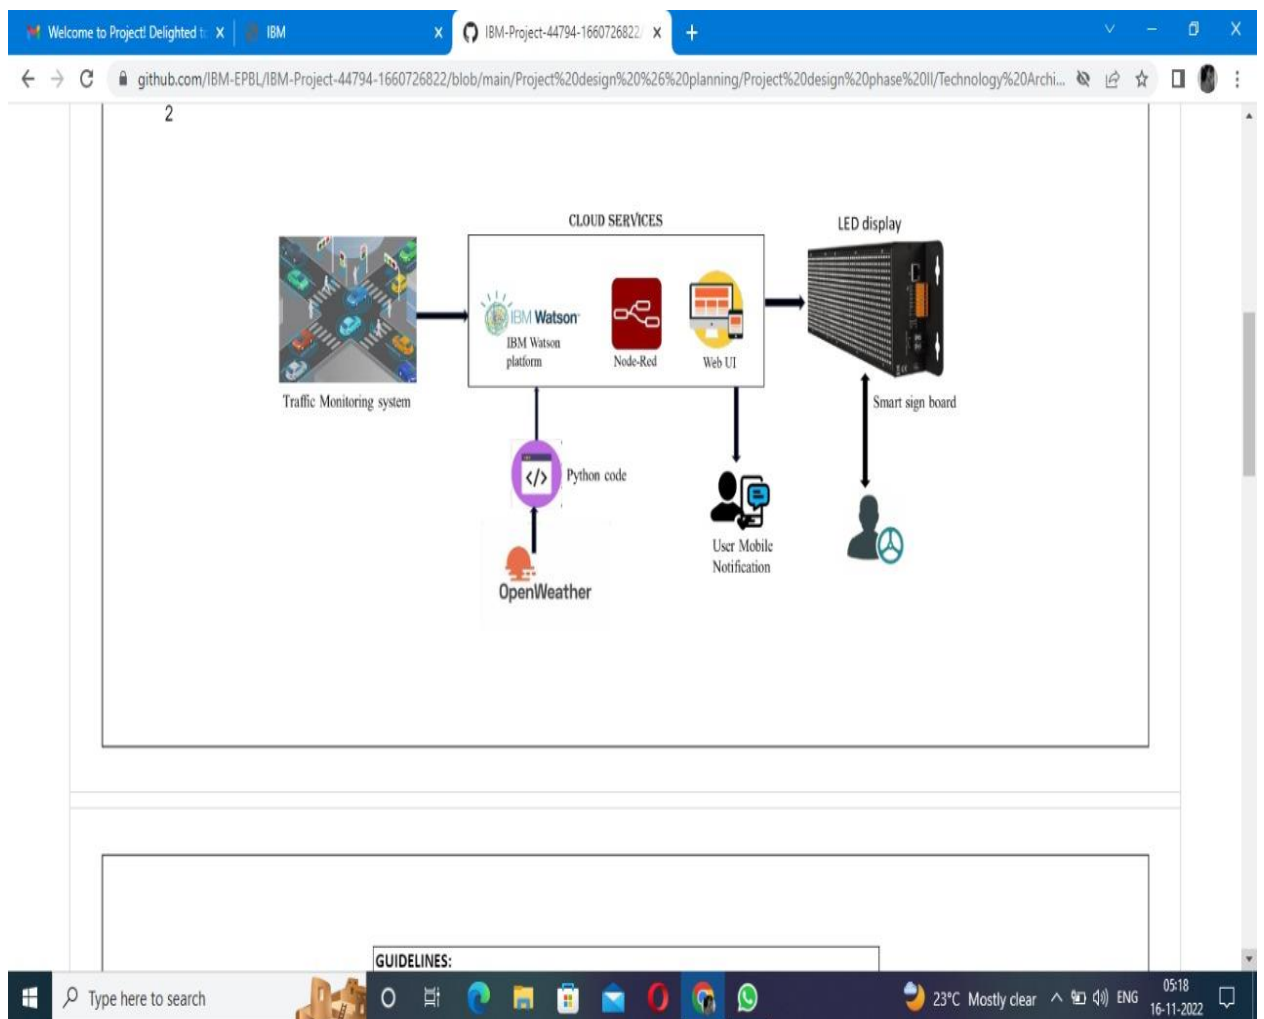 Welcome to Project! Delighted to
IBM
IBM-Project-44794-1660726822/
github.com/IBM-EPBL/IBM-Project-44794-1660726822/blob/main/Project%20design%20%26%20planning/Project%20design%20phase%20II/Technology%20Archi...
2
CLOUD SERVICES
LED display
IBM Watson
IBM Watson
platform
Node-Red
Web UI
Traffic Monitoring system
Smart sign board
</>
Python code
User Mobile
Notification
OpenWeather
GUIDELINES:
Type here to search
23°C Mostly clear
ENG
05:18
16-11-2022